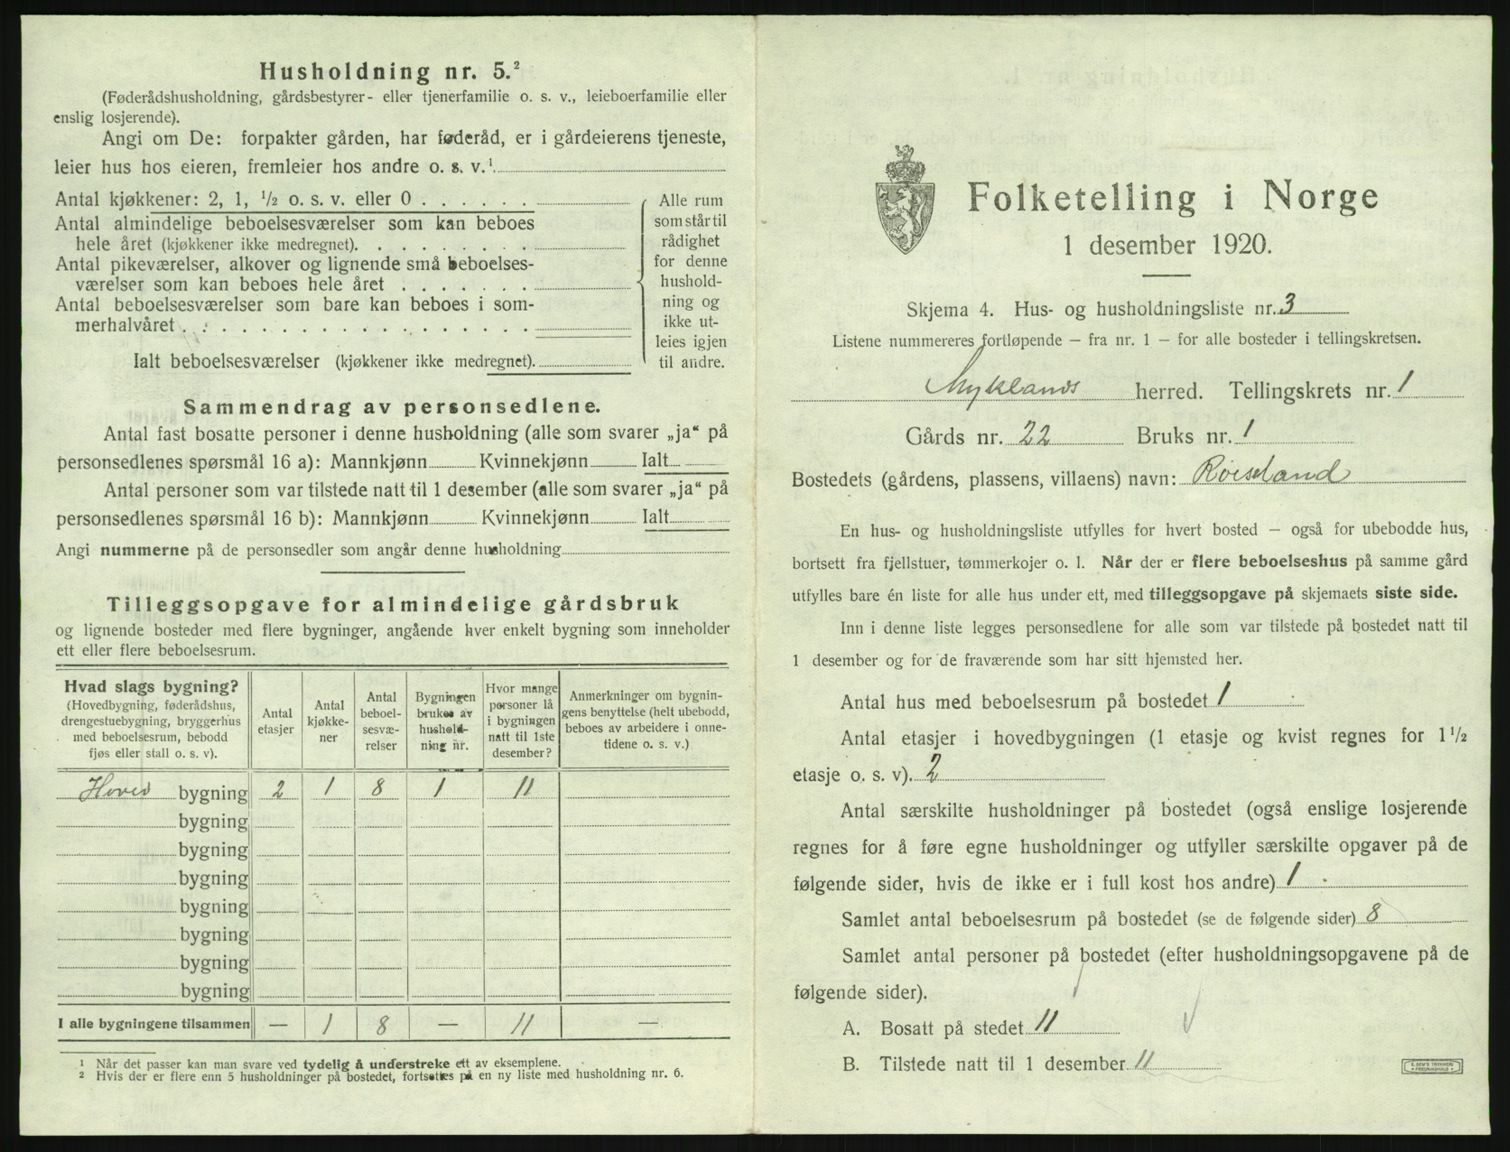 Husholdning nr. 5.²
(Føderådshusholdning, gårdsbestyrer- eller tjenerfamilie o. s. v., leieboerfamilie eller
enslig losjerende).
Angi om De: forpakter gården, har føderåd, er i gårdeierens tjeneste,
leier hus hos eieren, fremleier hos andre o. s. v.¹
Antal kjøkkener: 2, 1, ½ o. s. v. eller 0 . . . . . .
Antal almindelige beboelsesværelser som kan beboes
hele året (kjøkkener ikke medregnet). . . . . . . . .
Antal pikeværelser, alkover og lignende små beboelses-
værelser som kan beboes hele året . . . . . . .
Antal beboelsesværelser som bare kan beboes i som-
merhalvåret . . . . . . . . . . . . . . . . . .
Ialt beboelsesværelser (kjøkkener ikke medregnet).
Alle rum
som står til
rådighet
for denne
hushold-
ning og
ikke ut-
leies igjen
til andre.
Sammendrag av personsedlene.
Antal fast bosatte personer i denne husholdning (alle som svarer „ja“ på
personsedlenes spørsmål 16 a): Mannkjønn Kvinnekjønn Ialt
Antal personer som var tilstede natt til 1 desember (alle som svarer „ja“ på
personsedlenes spørsmål 16 b): Mannkjønn Kvinnekjønn Ialt
Angi nummerne på de personsedler som angår denne husholdning
Tilleggsopgave for almindelige gårdsbruk
og lignende bosteder med flere bygninger, angående hver enkelt bygning som inneholder
ett eller flere beboelsesrum.
Hvad slags bygning?
(Hovedbygning, føderådshus,
drengestuebygning, bryggerhus
med beboelsesrum, bebodd
fjøs eller stall o. s. v).
Antal
etasjer
Antal
kjøkke-
ner
Antal
beboel-
sesvæ-
relser
Bygningen
brukes av
hushold-
ning nr.
Hvor mange
personer lå
i bygningen
natt til 1ste
desember?
Anmerkninger om bygnin-
gens benyttelse (helt ubebodd,
beboes av arbeidere i onne-
tidene o. s. v.)
Hoved bygning 2 1 8 1 11
bygning
bygning
bygning
bygning
bygning
bygning
bygning
I alle bygningene tilsammen — 1 8 — 11 —
¹ Når det passer kan man svare ved tydelig å understreke ett av eksemplene.
² Hvis der er flere enn 5 husholdninger på bostedet, fortsettes på en ny liste med husholdning nr. 6.
Folketelling i Norge
1 desember 1920.
Skjema 4. Hus- og husholdningsliste nr. 3
Listene nummereres fortløpende — fra nr. 1 — for alle bosteder i tellingskretsen.
Myklands herred. Tellingskrets nr. 1
Gårds nr. 22 Bruks nr. 1
Bostedets (gårdens, plassens, villaens) navn: Røiseland
En hus- og husholdningsliste utfylles for hvert bosted — også for ubebodde hus,
bortsett fra fjellstuer, tømmerkojer o. l. Når der er flere beboelseshus på samme gård
utfylles bare én liste for alle hus under ett, med tilleggsopgave på skjemaets siste side.
Inn i denne liste legges personsedlene for alle som var tilstede på bostedet natt til
1 desember og for de fraværende som har sitt hjemsted her.
Antal hus med beboelsesrum på bostedet 1
Antal etasjer i hovedbygningen (1 etasje og kvist regnes for 1½
etasje o. s. v). 2
Antal særskilte husholdninger på bostedet (også enslige losjerende
regnes for å føre egne husholdninger og utfyller særskilte opgaver på de
følgende sider, hvis de ikke er i full kost hos andre) 1
Samlet antal beboelsesrum på bostedet (se de følgende sider) 8
Samlet antal personer på bostedet (efter husholdningsopgavene på de
følgende sider).
A. Bosatt på stedet 11
B. Tilstede natt til 1 desember 11